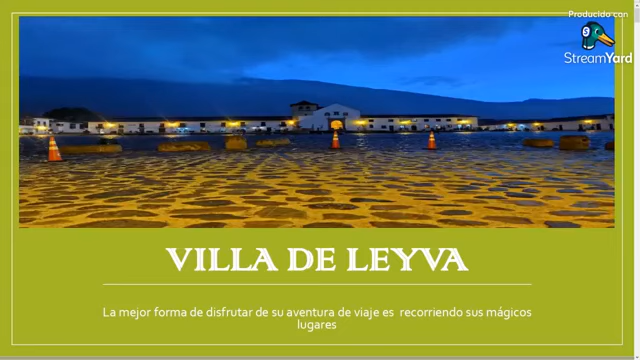 Producido con
StreamYard
VILLA DE LEYVA
La mejor forma de disfrutar de su aventura de viaje es recorriendo sus mágicos
lugares